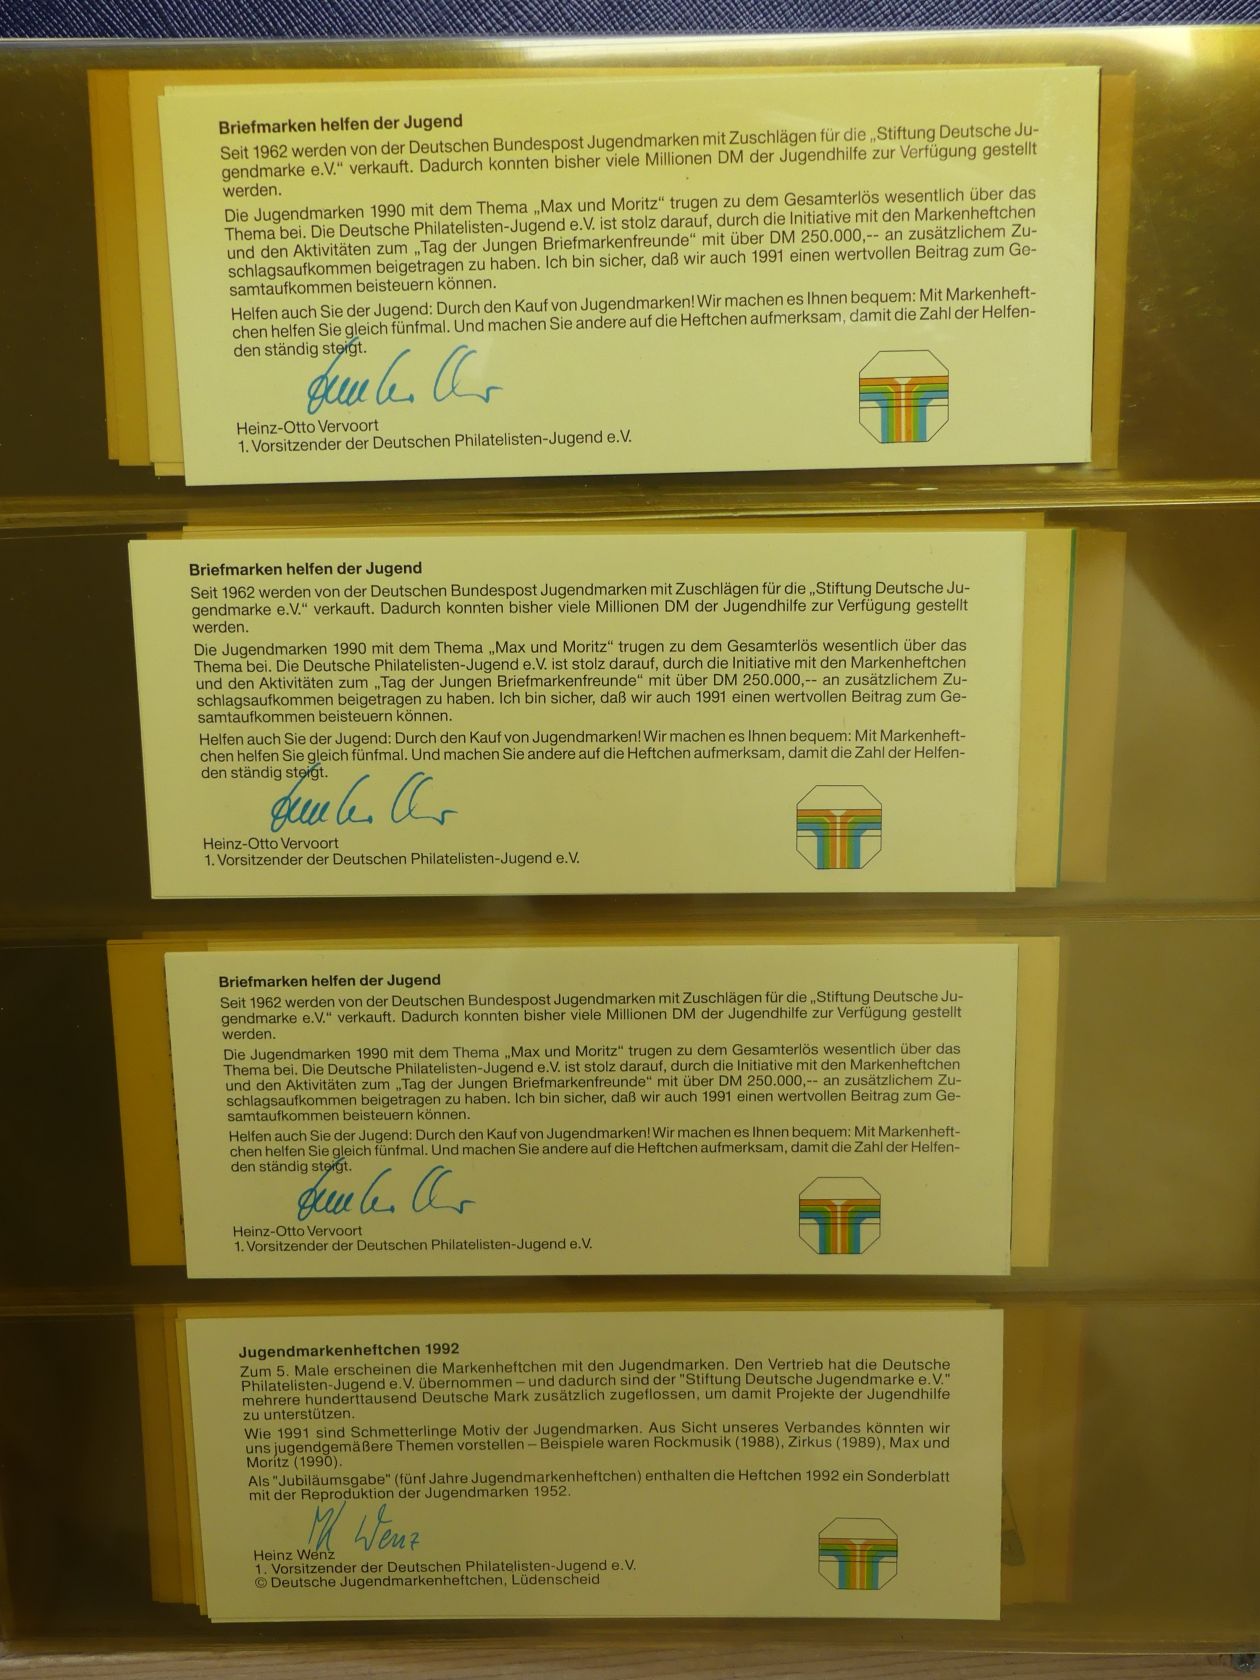 Briefmarken helfen der Jugend
Seit 1962 werden von der Deutschen Bundespost Jugendmarken mit Zuschlägen für die „Stiftung Deutsche Ju-
gendmarke e.V.“ verkauft. Dadurch konnten bisher viele Millionen DM der Jugendhilfe zur Verfügung gestellt
werden.
Die Jugendmarken 1990 mit dem Thema „Max und Moritz“ trugen zu dem Gesamterlös wesentlich über das
Thema bei. Die Deutsche Philatelisten-Jugend e.V. ist stolz darauf, durch die Initiative mit den Markenheftchen
und den Aktivitäten zum „Tag der Jungen Briefmarkenfreunde“ mit über DM 250.000,-- an zusätzlichem Zu-
schlagsaufkommen beigetragen zu haben. Ich bin sicher, daß wir auch 1991 einen wertvollen Beitrag zum Ge-
samtaufkommen beisteuern können.
Helfen auch Sie der Jugend: Durch den Kauf von Jugendmarken! Wir machen es Ihnen bequem: Mit Markenheft-
chen helfen Sie gleich fünfmal. Und machen Sie andere auf die Heftchen aufmerksam, damit die Zahl der Helfen-
den ständig steigt.
Heinz-Otto Vervoort
1. Vorsitzender der Deutschen Philatelisten-Jugend e.V.
Briefmarken helfen der Jugend
Seit 1962 werden von der Deutschen Bundespost Jugendmarken mit Zuschlägen für die „Stiftung Deutsche Ju-
gendmarke e.V.“ verkauft. Dadurch konnten bisher viele Millionen DM der Jugendhilfe zur Verfügung gestellt
werden.
Die Jugendmarken 1990 mit dem Thema „Max und Moritz“ trugen zu dem Gesamterlös wesentlich über das
Thema bei. Die Deutsche Philatelisten-Jugend e.V. ist stolz darauf, durch die Initiative mit den Markenheftchen
und den Aktivitäten zum „Tag der Jungen Briefmarkenfreunde“ mit über DM 250.000,-- an zusätzlichem Zu-
schlagsaufkommen beigetragen zu haben. Ich bin sicher, daß wir auch 1991 einen wertvollen Beitrag zum Ge-
samtaufkommen beisteuern können.
Helfen auch Sie der Jugend: Durch den Kauf von Jugendmarken! Wir machen es Ihnen bequem: Mit Markenheft-
chen helfen Sie gleich fünfmal. Und machen Sie andere auf die Heftchen aufmerksam, damit die Zahl der Helfen-
den ständig steigt.
Heinz-Otto Vervoort
1. Vorsitzender der Deutschen Philatelisten-Jugend e.V.
Briefmarken helfen der Jugend
Seit 1962 werden von der Deutschen Bundespost Jugendmarken mit Zuschlägen für die „Stiftung Deutsche Ju-
gendmarke e.V.“ verkauft. Dadurch konnten bisher viele Millionen DM der Jugendhilfe zur Verfügung gestellt
werden.
Die Jugendmarken 1990 mit dem Thema „Max und Moritz“ trugen zu dem Gesamterlös wesentlich über das
Thema bei. Die Deutsche Philatelisten-Jugend e.V. ist stolz darauf, durch die Initiative mit den Markenheftchen
und den Aktivitäten zum „Tag der Jungen Briefmarkenfreunde“ mit über DM 250.000,-- an zusätzlichem Zu-
schlagsaufkommen beigetragen zu haben. Ich bin sicher, daß wir auch 1991 einen wertvollen Beitrag zum Ge-
samtaufkommen beisteuern können.
Helfen auch Sie der Jugend: Durch den Kauf von Jugendmarken! Wir machen es Ihnen bequem: Mit Markenheft-
chen helfen Sie gleich fünfmal. Und machen Sie andere auf die Heftchen aufmerksam, damit die Zahl der Helfen-
den ständig steigt.
Heinz-Otto Vervoort
1. Vorsitzender der Deutschen Philatelisten-Jugend e.V.
Jugendmarkenheftchen 1992
Zum 5. Male erscheinen die Markenheftchen mit den Jugendmarken. Den Vertrieb hat die Deutsche
Philatelisten-Jugend e.V. übernommen – und dadurch sind der "Stiftung Deutsche Jugendmarke e.V."
mehrere hunderttausend Deutsche Mark zusätzlich zugeflossen, um damit Projekte der Jugendhilfe
zu unterstützen.
Wie 1991 sind Schmetterlinge Motiv der Jugendmarken. Aus Sicht unseres Verbandes könnten wir
uns jugendgemäßere Themen vorstellen – Beispiele waren Rockmusik (1988), Zirkus (1989), Max und
Moritz (1990).
Als "Jubiläumsgabe" (fünf Jahre Jugendmarkenheftchen) enthalten die Heftchen 1992 ein Sonderblatt
mit der Reproduktion der Jugendmarken 1952.
Wenz
Heinz Wenz
1. Vorsitzender der Deutschen Philatelisten-Jugend e.V.
© Deutsche Jugendmarkenheftchen, Lüdenscheid